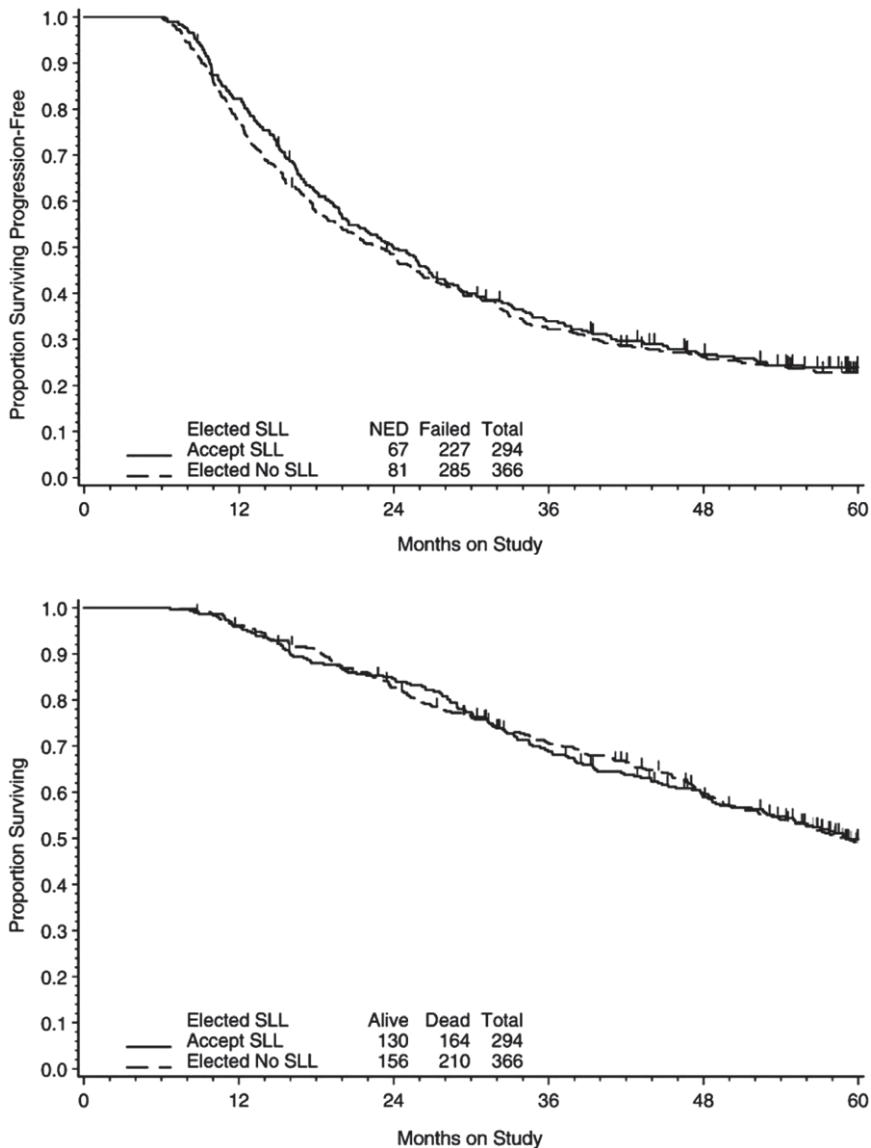 Proportion Surviving Progression-Free
1.0
0.9
0.8
0.7
0.6
0.5
0.4
0.3
0.2
0.1
0.0
Elected SLL NED Failed Total
Accept SLL 67 227 294
Elected No SLL 81 285 366
0 12 24 36 48 60
Months on Study
Proportion Surviving
1.0
0.9
0.8
0.7
0.6
0.5
0.4
0.3
0.2
0.1
0.0
Elected SLL Alive Dead Total
Accept SLL 130 164 294
Elected No SLL 156 210 366
0 12 24 36 48 60
Months on Study